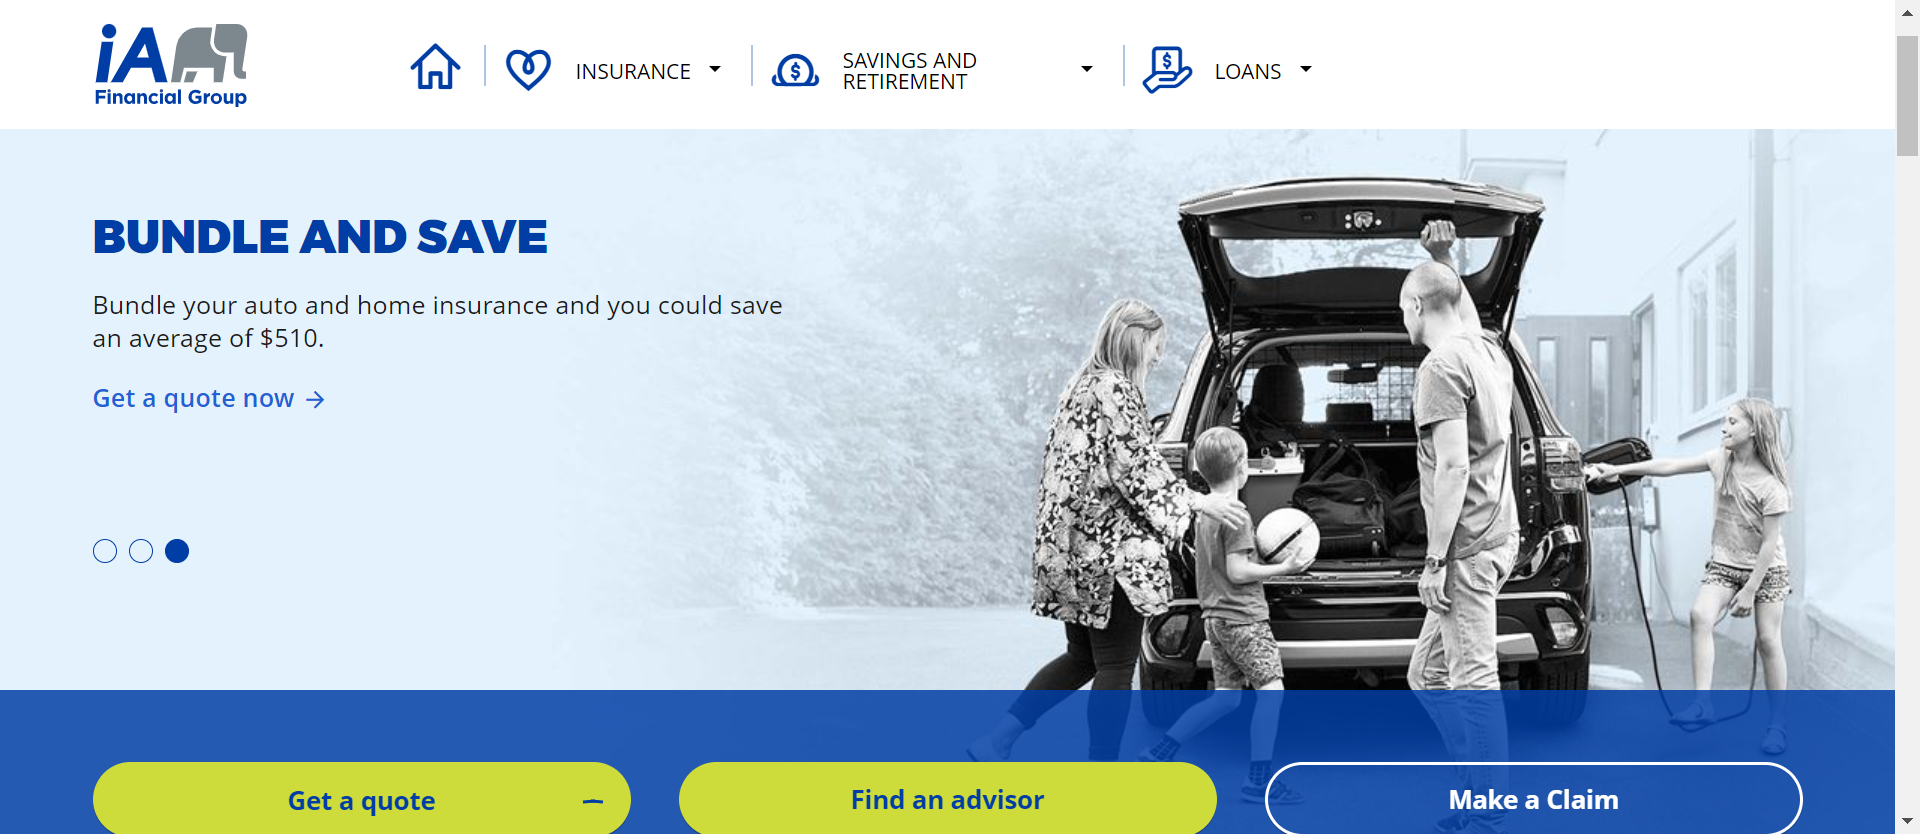 iA
Financial Group
INSURANCE
SAVINGS AND
RETIREMENT
LOANS
BUNDLE AND SAVE
Bundle your auto and home insurance and you could save
an average of $510.
Get a quote now →
Get a quote
Find an advisor
Make a Claim